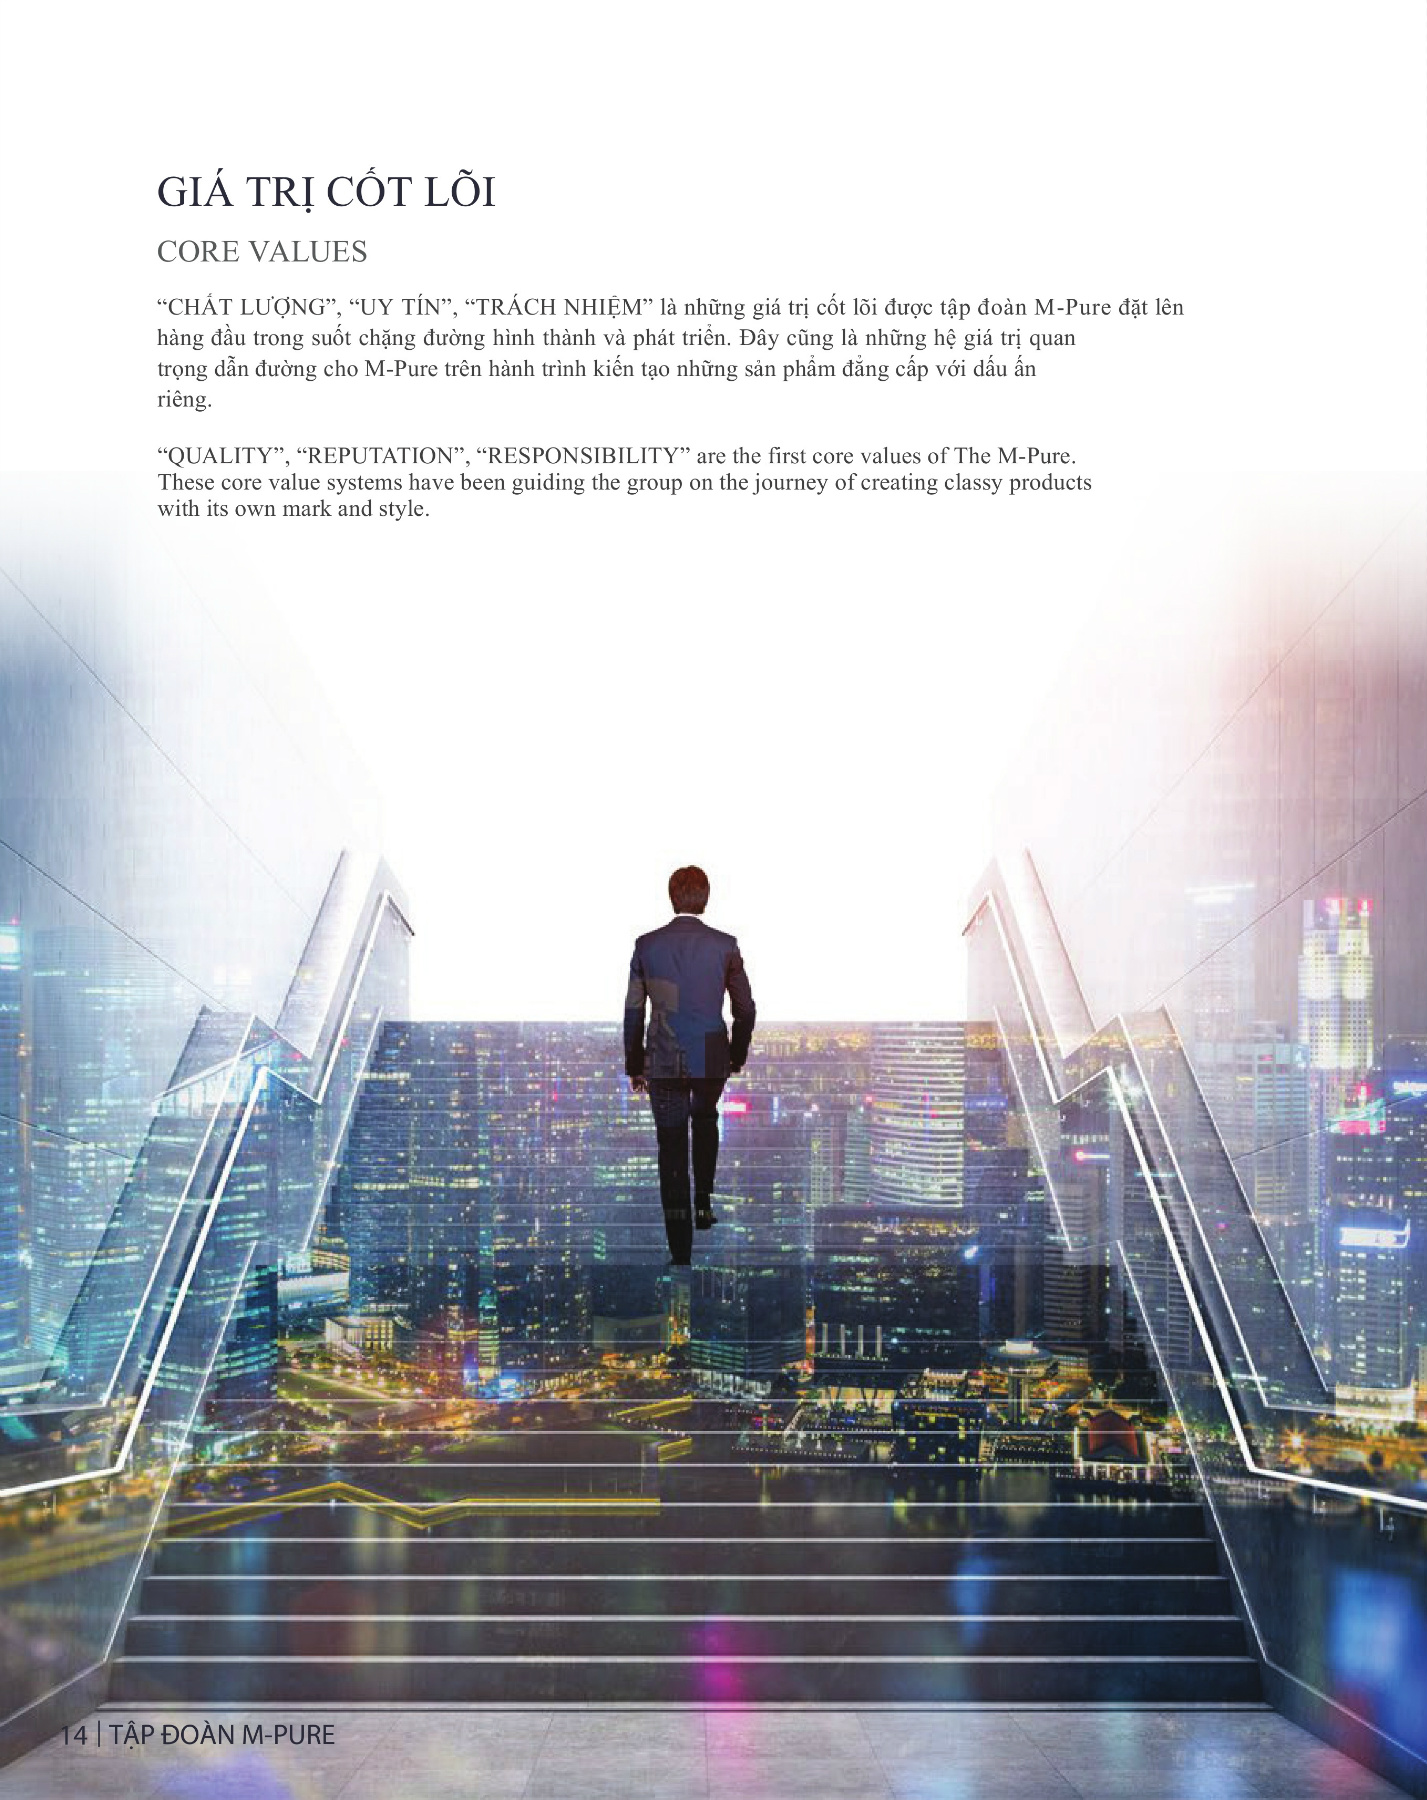 GIÁ TRỊ CỐT LÕI
CORE VALUES
“CHẤT LƯỢNG”, “UY TÍN”, “TRÁCH NHIỆM” là những giá trị cốt lõi được tập đoàn M-Pure đặt lên
hàng đầu trong suốt chặng đường hình thành và phát triển. Đây cũng là những hệ giá trị quan
trọng dẫn đường cho M-Pure trên hành trình kiến tạo những sản phẩm đẳng cấp với dấu ấn
riêng.
“QUALITY”, “REPUTATION”, “RESPONSIBILITY” are the first core values of The M-Pure.
These core value systems have been guiding the group on the journey of creating classy products
with its own mark and style.
14 | TẬP ĐOÀN M-PURE